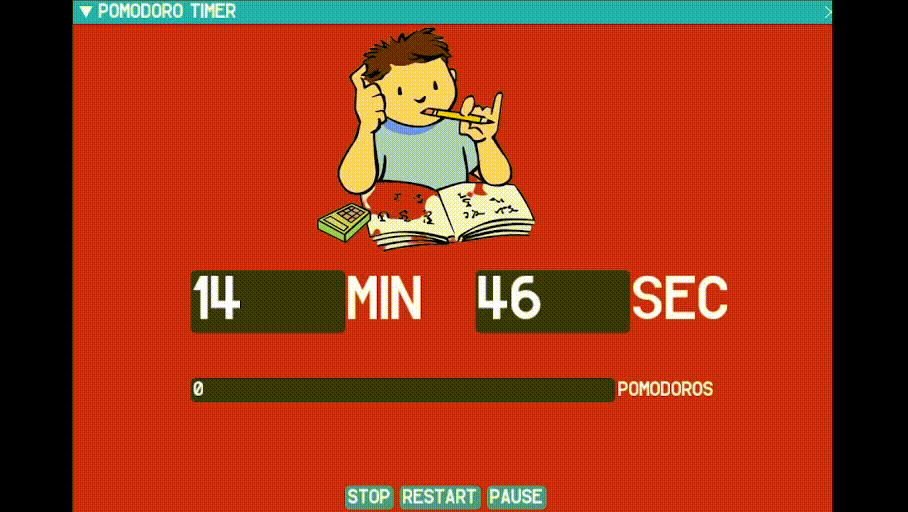 POMODORO TIMER
14 MIN 46 SEC
0 POMODOROS
STOP RESTART PAUSE